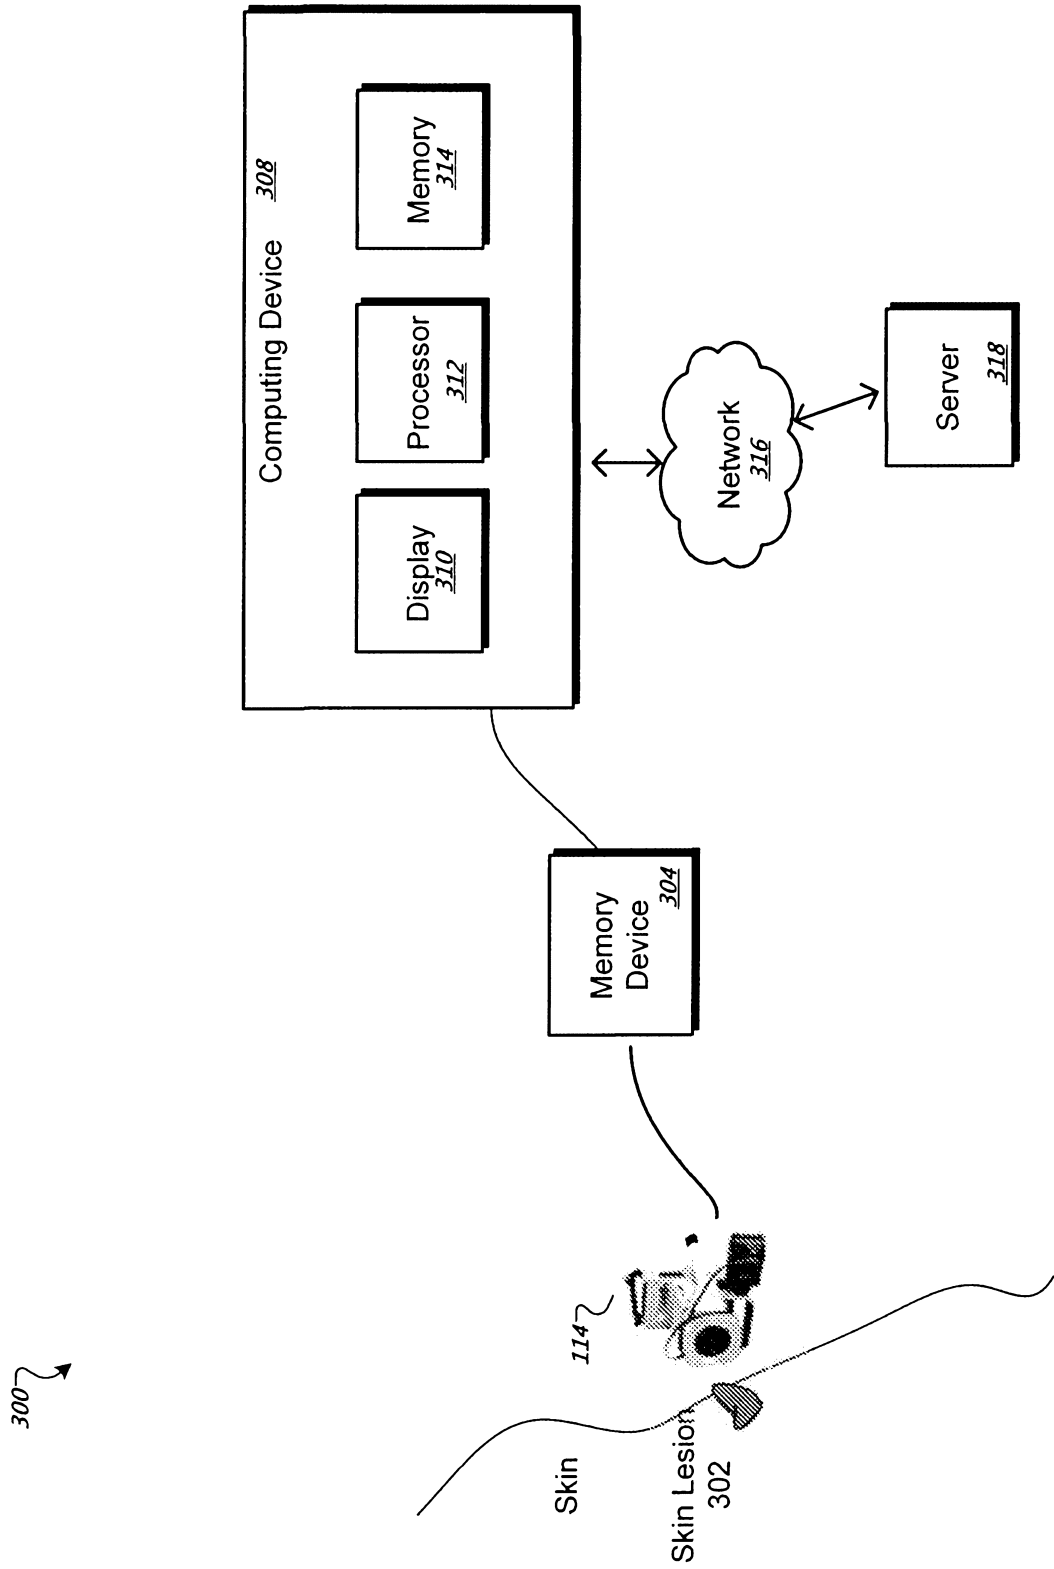 300
Computing Device 308
Display
310
Processor
312
Memory
314
Memory
Device
304
Network
316
Server
318
114
Skin
Skin Lesion
302